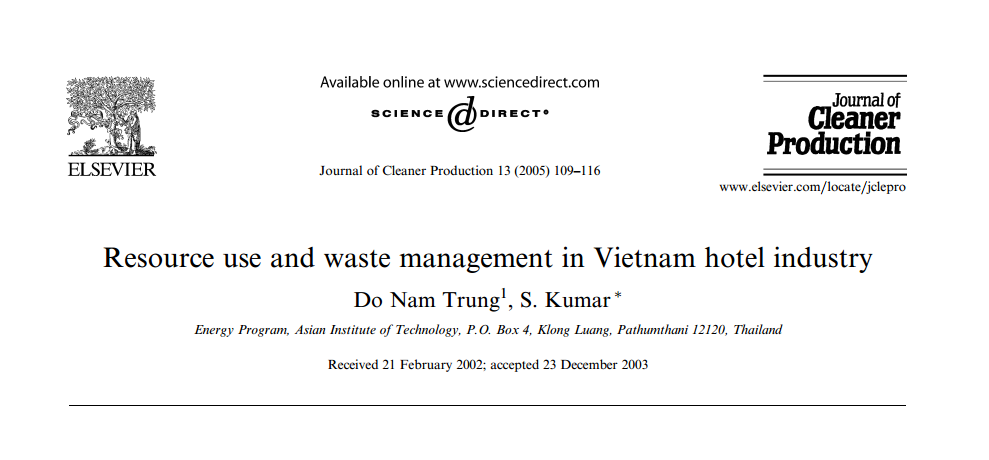 Available online at www.sciencedirect.com
SCIENCE @ DIRECT®
ELSEVIER
Journal of
Cleaner
Production
Journal of Cleaner Production 13 (2005) 109–116
www.elsevier.com/locate/jclepro
Resource use and waste management in Vietnam hotel industry
Do Nam Trung¹, S. Kumar *
Energy Program, Asian Institute of Technology, P.O. Box 4, Klong Luang, Pathumthani 12120, Thailand
Received 21 February 2002; accepted 23 December 2003